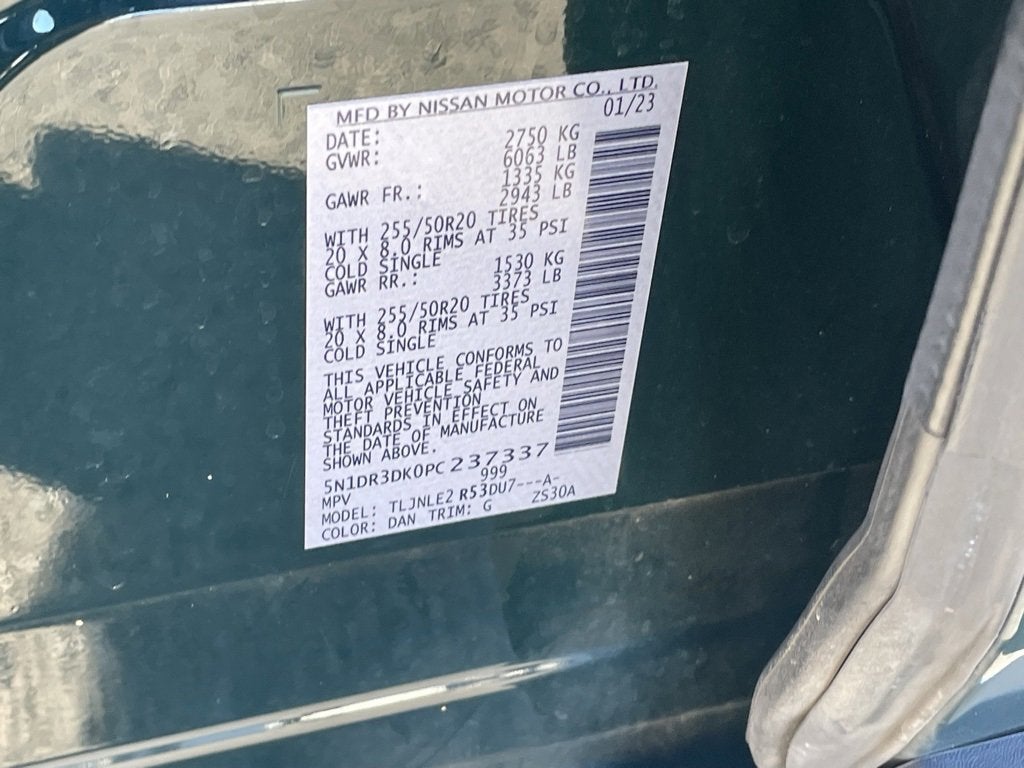 MFD BY NISSAN MOTOR CO., LTD.
DATE: 01/23
GVWR: 2750 KG
6063 LB
GAWR FR.: 1335 KG
2943 LB
WITH 255/50R20 TIRES
20 X 8.0 RIMS AT 35 PSI
COLD SINGLE
GAWR RR.: 1530 KG
3373 LB
WITH 255/50R20 TIRES
20 X 8.0 RIMS AT 35 PSI
COLD SINGLE
THIS VEHICLE CONFORMS TO
ALL APPLICABLE FEDERAL
MOTOR VEHICLE SAFETY AND
THEFT PREVENTION
STANDARDS IN EFFECT ON
THE DATE OF MANUFACTURE
SHOWN ABOVE.
5N1DR3DK0PC237337
MPV 999
MODEL: TLJNLE2 R53DU7---A-
COLOR: DAN TRIM: G ZS30A